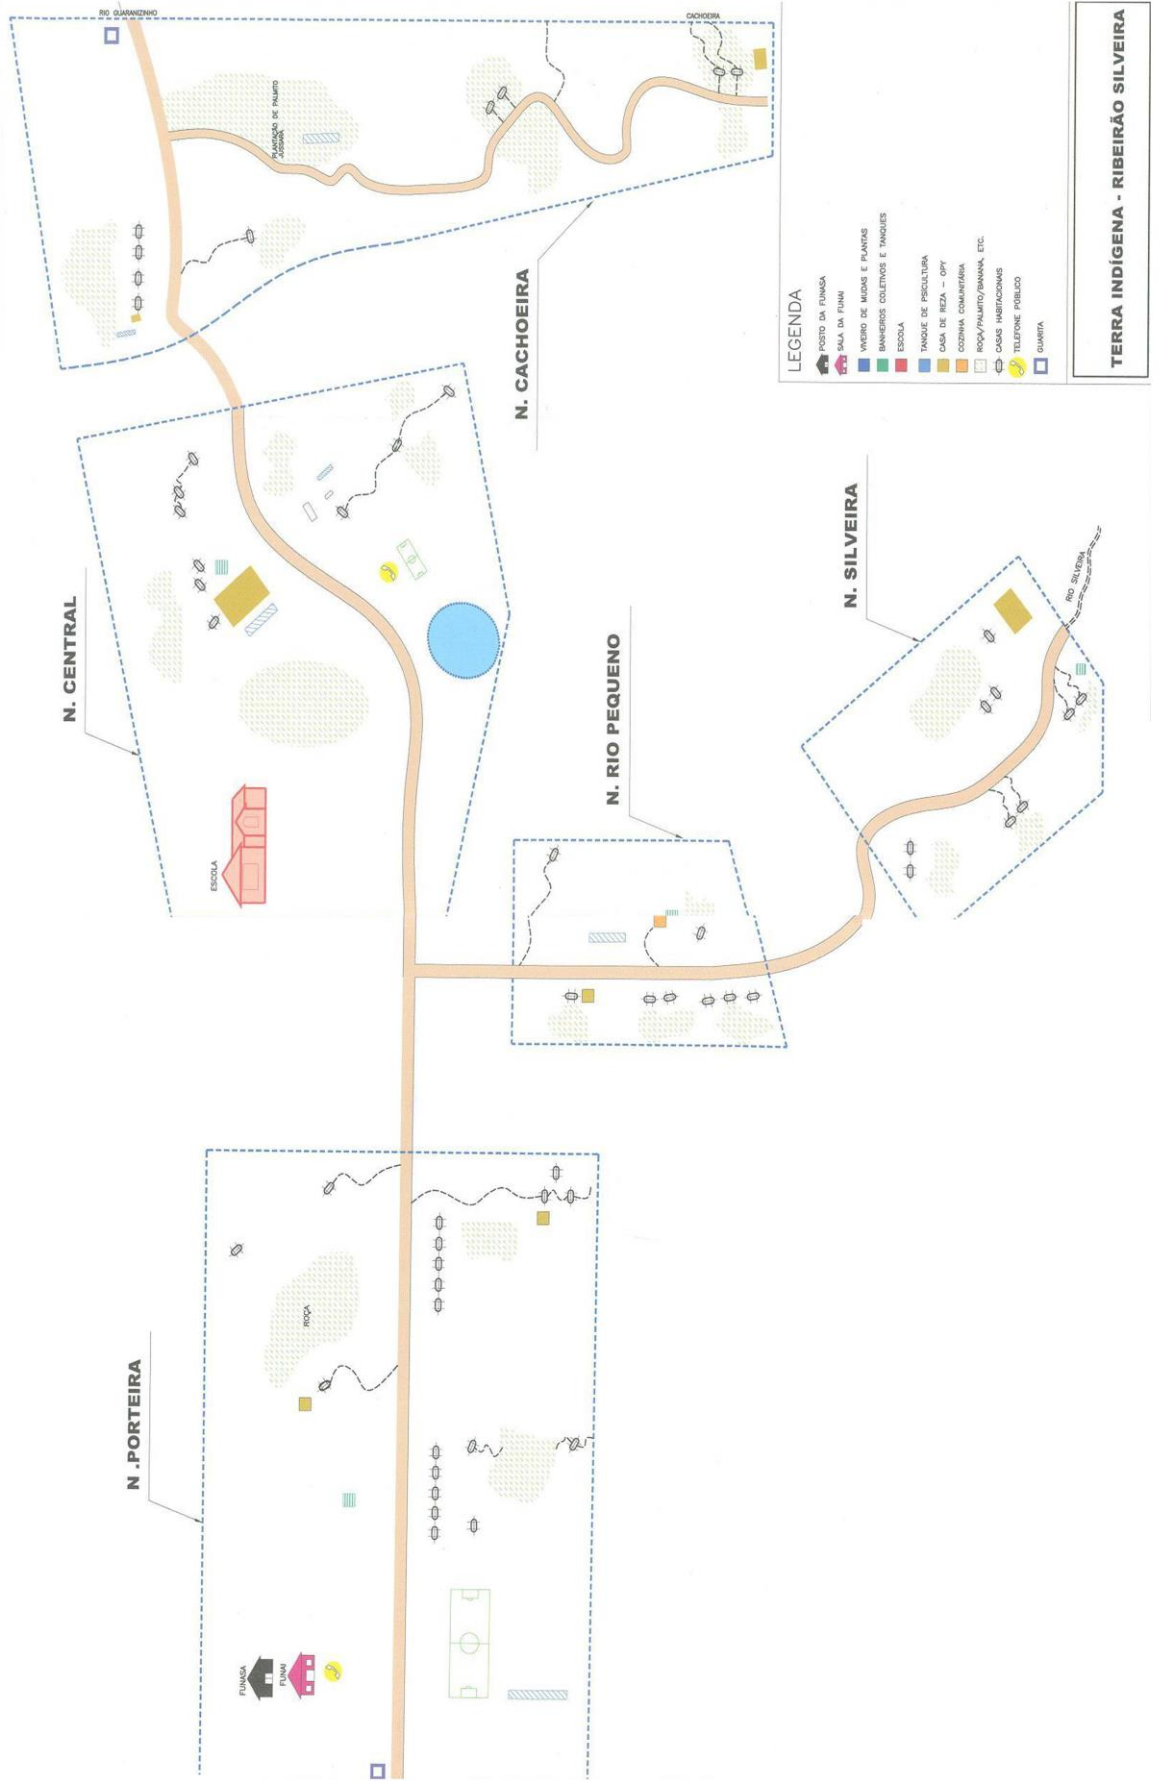 RIO GUARANIZINHO
CACHOEIRA
PLANTAÇÃO DE PALMITO
JUSSARA
N. CACHOEIRA
N. CENTRAL
ESCOLA
N. RIO PEQUENO
N. SILVEIRA
RIO SILVEIRA
N .PORTEIRA
ROÇA
FUNASA
FUNAI
LEGENDA
POSTO DA FUNASA
SALA DA FUNAI
VIVEIRO DE MUDAS E PLANTAS
BANHEIROS COLETIVOS E TANQUES
ESCOLA
TANQUE DE PSICULTURA
CASA DE REZA - OPY
COZINHA COMUNITÁRIA
ROÇA/PALMITO/BANANA, ETC.
CASAS HABITACIONAIS
TELEFONE PÚBLICO
GUARITA
TERRA INDÍGENA - RIBEIRÃO SILVEIRA